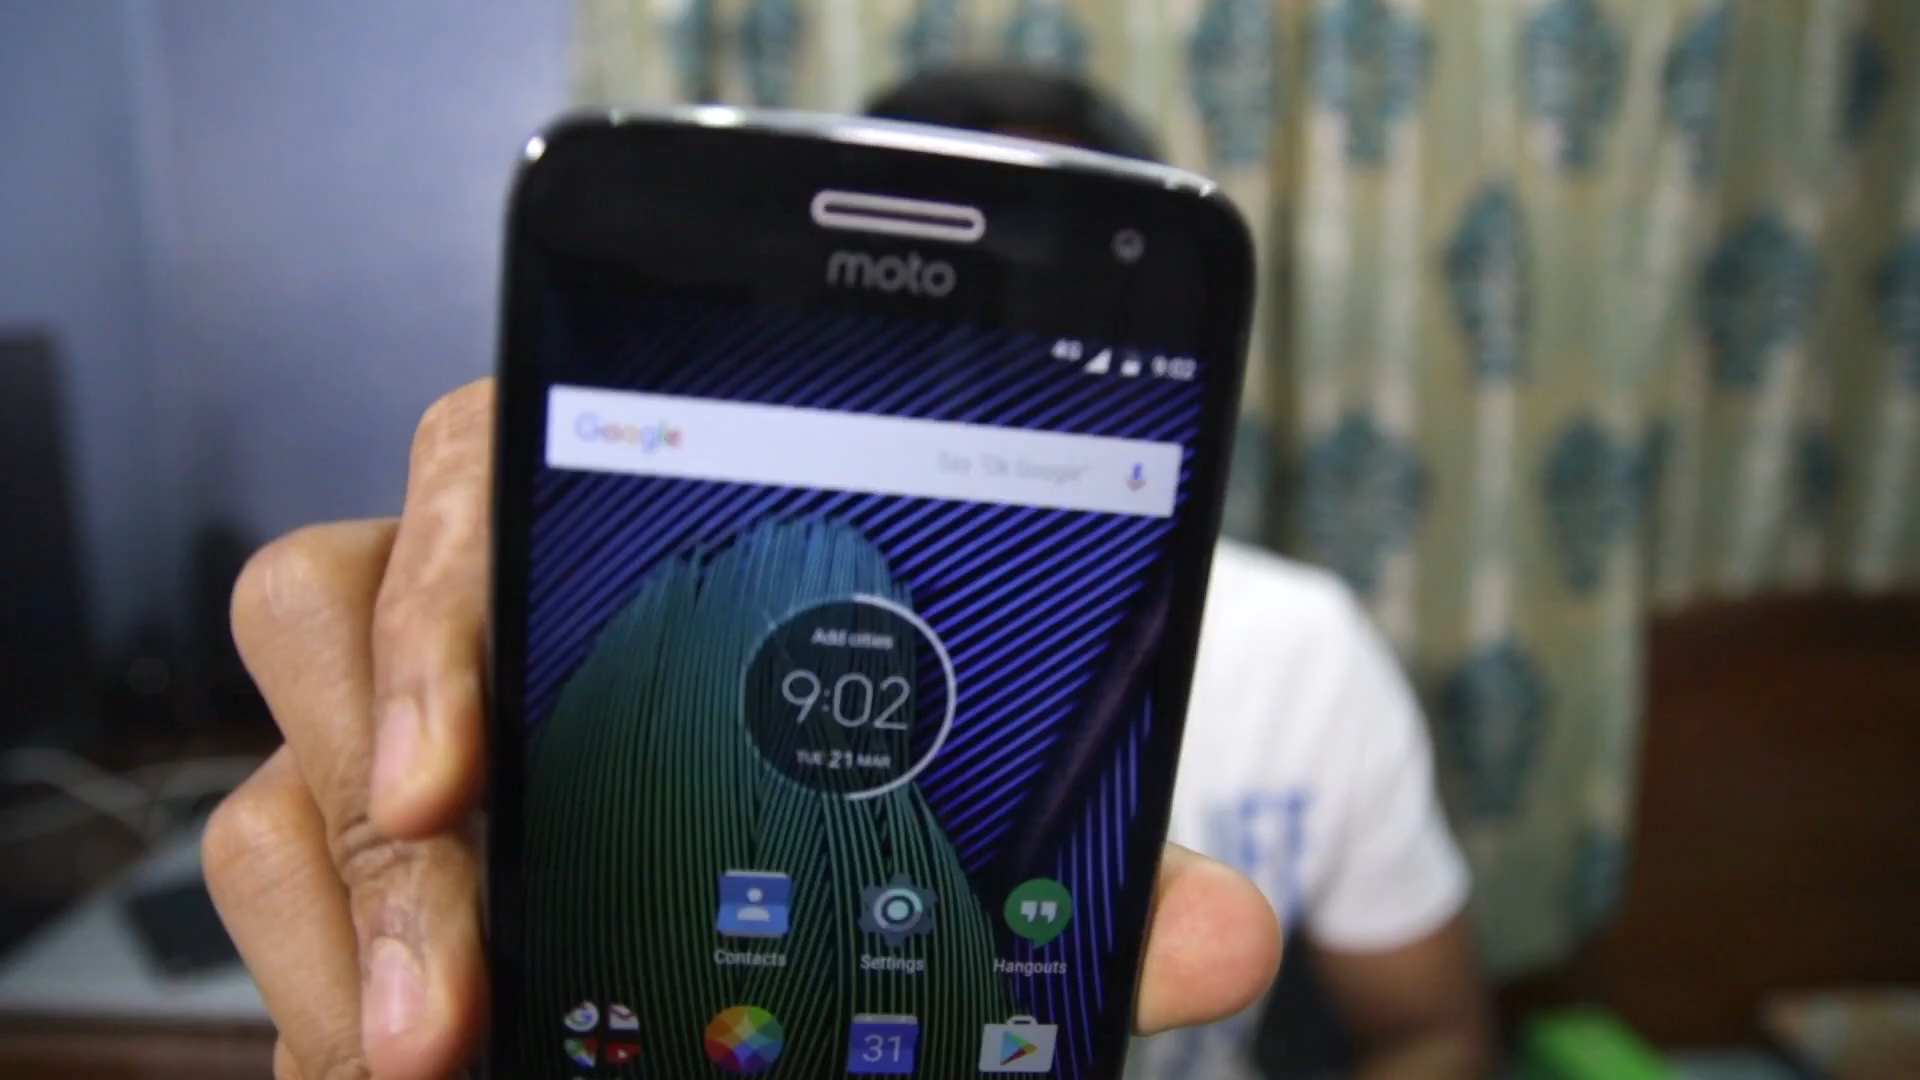 moto
4G 9:02
Google Say "Ok Google"
Add cities
9:02
TUE 21 MAR
Contacts Settings Hangouts
31